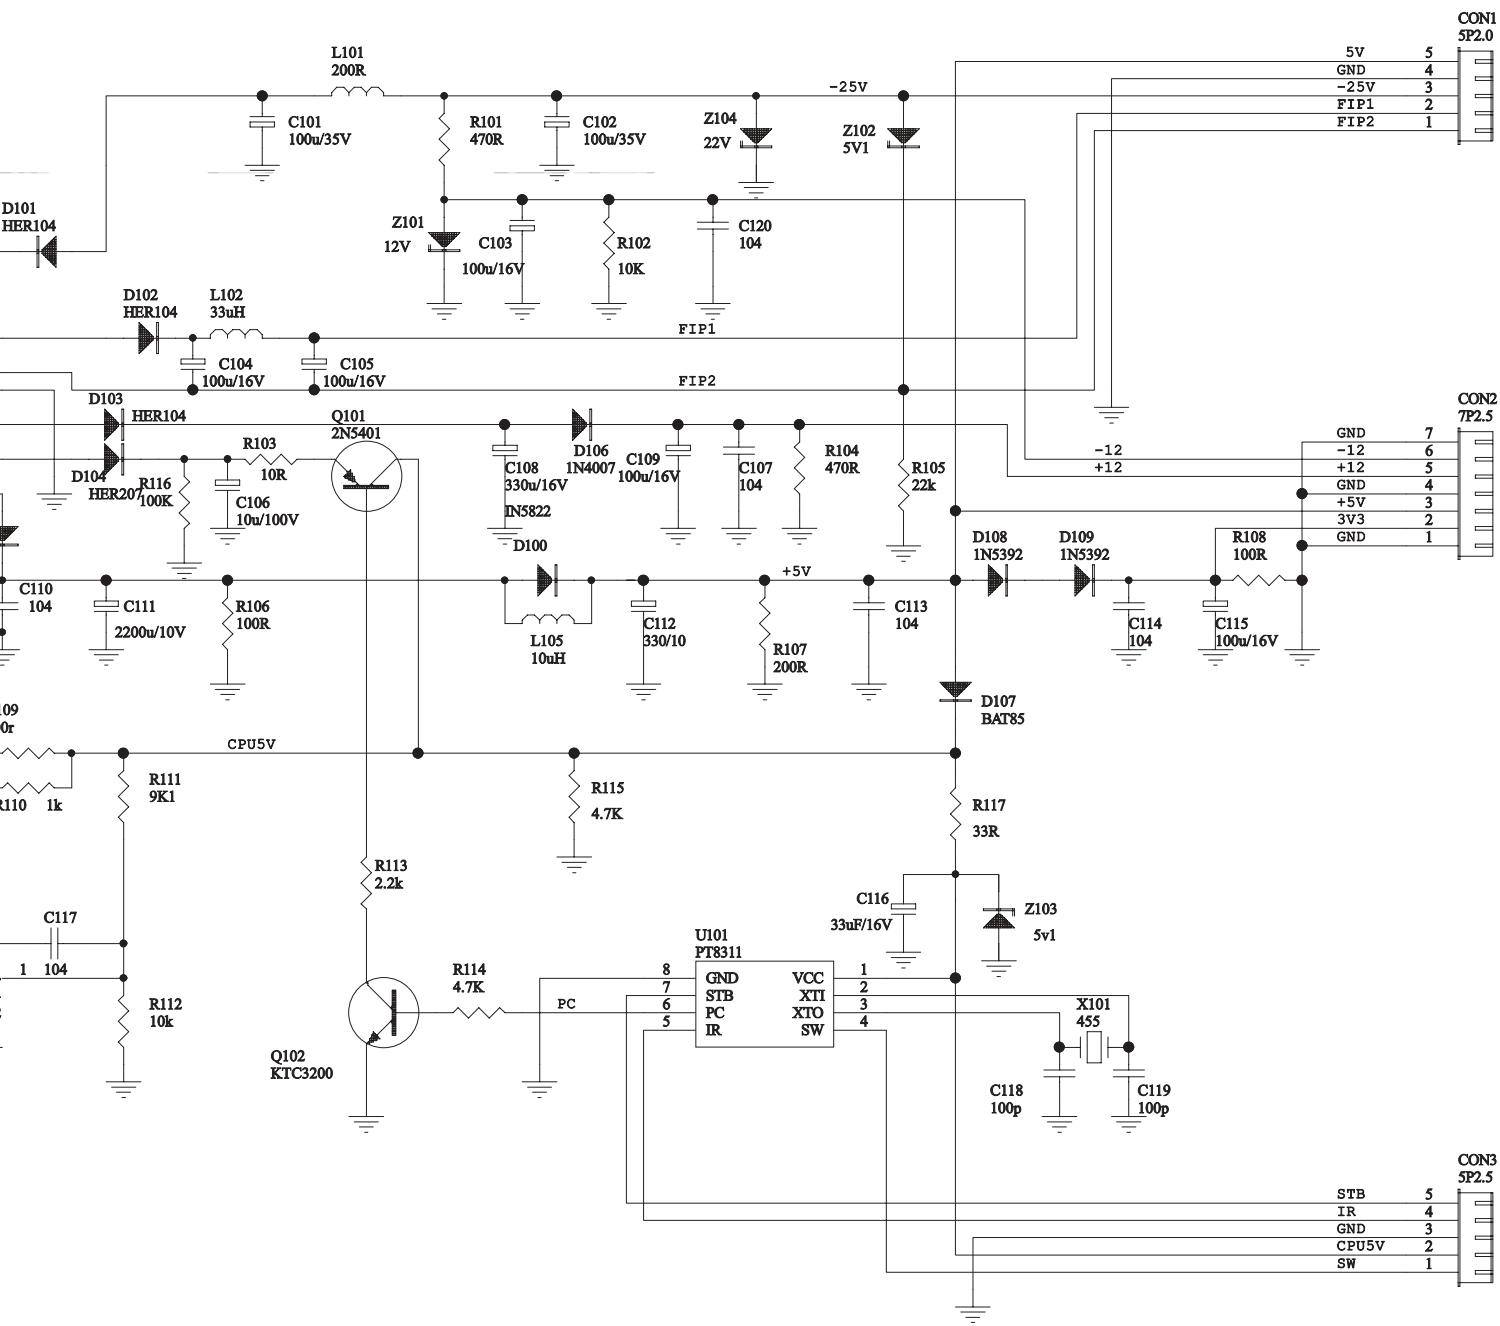 CON1
5P2.0
5V 5
GND 4
-25V 3
FIP1 2
FIP2 1
L101
200R
-25V
C101
100u/35V
R101
470R
C102
100u/35V
Z104
22V
Z102
5V1
D101
HER104
Z101
12V
C103
100u/16V
R102
10K
C120
104
D102
HER104
L102
33uH
FIP1
C104
100u/16V
C105
100u/16V
FIP2
D103
HER104
Q101
2N5401
CON2
7P2.5
GND 7
-12 6
+12 5
GND 4
+5V 3
3V3 2
GND 1
-12
+12
D104
HER207
R116
100K
R103
10R
C106
10u/100V
C108
330u/16V
IN5822
D100
D106
1N4007
C109
100u/16V
C107
104
R104
470R
R105
22k
D108
1N5392
D109
1N5392
R108
100R
C110
104
C111
2200u/10V
R106
100R
L105
10uH
+5V
C112
330/10
R107
200R
C113
104
C114
104
C115
100u/16V
D107
BAT85
109
0r
R110 1k
CPU5V
R111
9K1
R115
4.7K
R117
33R
R113
2.2k
C117
104
1
R112
10k
C116
33uF/16V
Z103
5v1
U101
PT8311
8 GND VCC 1
7 STB XTI 2
6 PC XTO 3
5 IR SW 4
R114
4.7K
PC
X101
455
Q102
KTC3200
C118
100p
C119
100p
CON3
5P2.5
STB 5
IR 4
GND 3
CPU5V 2
SW 1